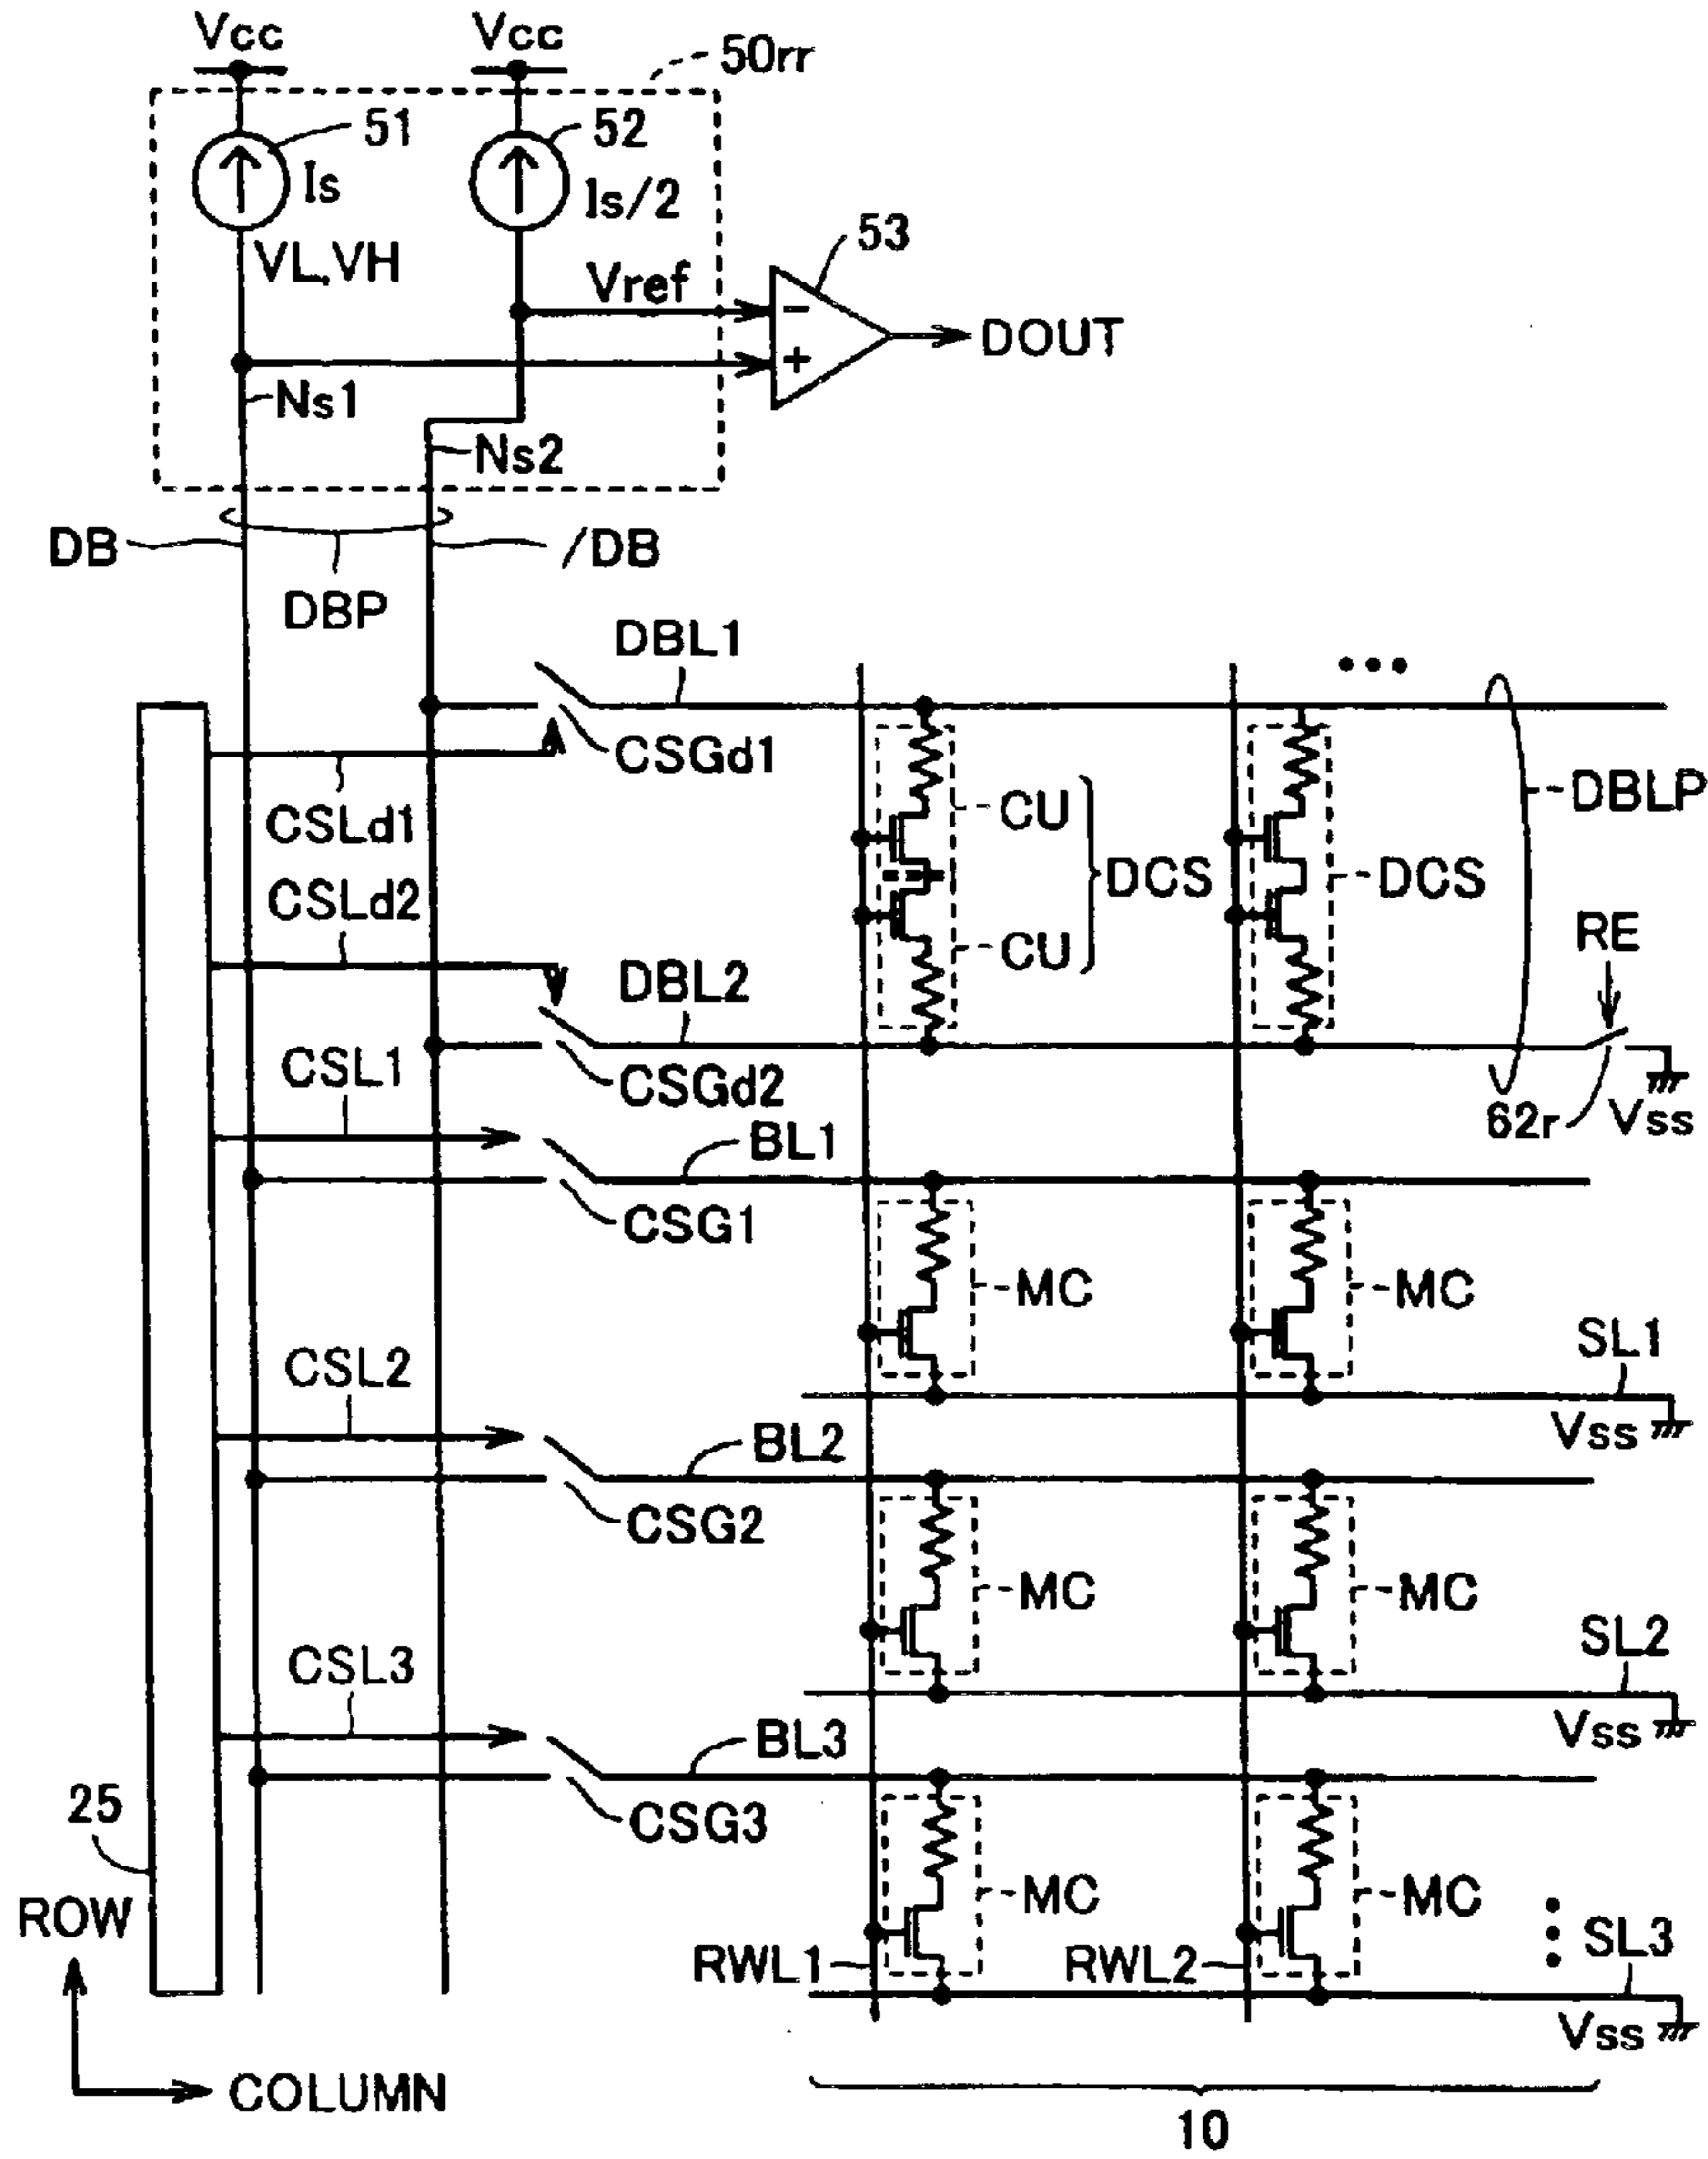 Vcc
Vcc
50rr
51
52
Is
Is/2
VL,VH
53
Vref
−
+
DOUT
Ns1
Ns2
DB
/DB
DBP
DBL1
CSGd1
CSLd1
CU
DCS
DCS
DBLP
CSLd2
CU
RE
DBL2
CSL1
CSGd2
62r
Vss
BL1
CSG1
MC
MC
SL1
CSL2
Vss
BL2
CSG2
MC
MC
SL2
CSL3
Vss
BL3
25
CSG3
MC
MC
ROW
RWL1
RWL2
SL3
Vss
COLUMN
10